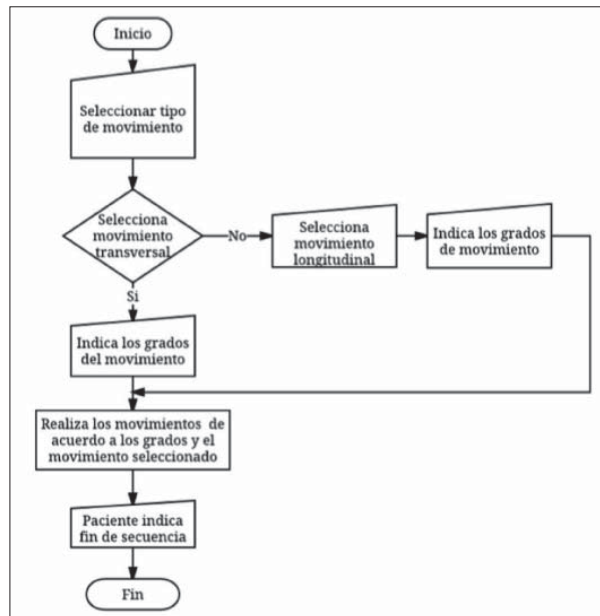 Inicio
Seleccionar tipo
de movimiento
Selecciona
movimiento
transversal
No
Selecciona
movimiento
longitudinal
Indica los grados
de movimiento
Si
Indica los grados
del movimiento
Realiza los movimientos de
acuerdo a los grados y el
movimiento seleccionado
Paciente indica
fin de secuencia
Fin